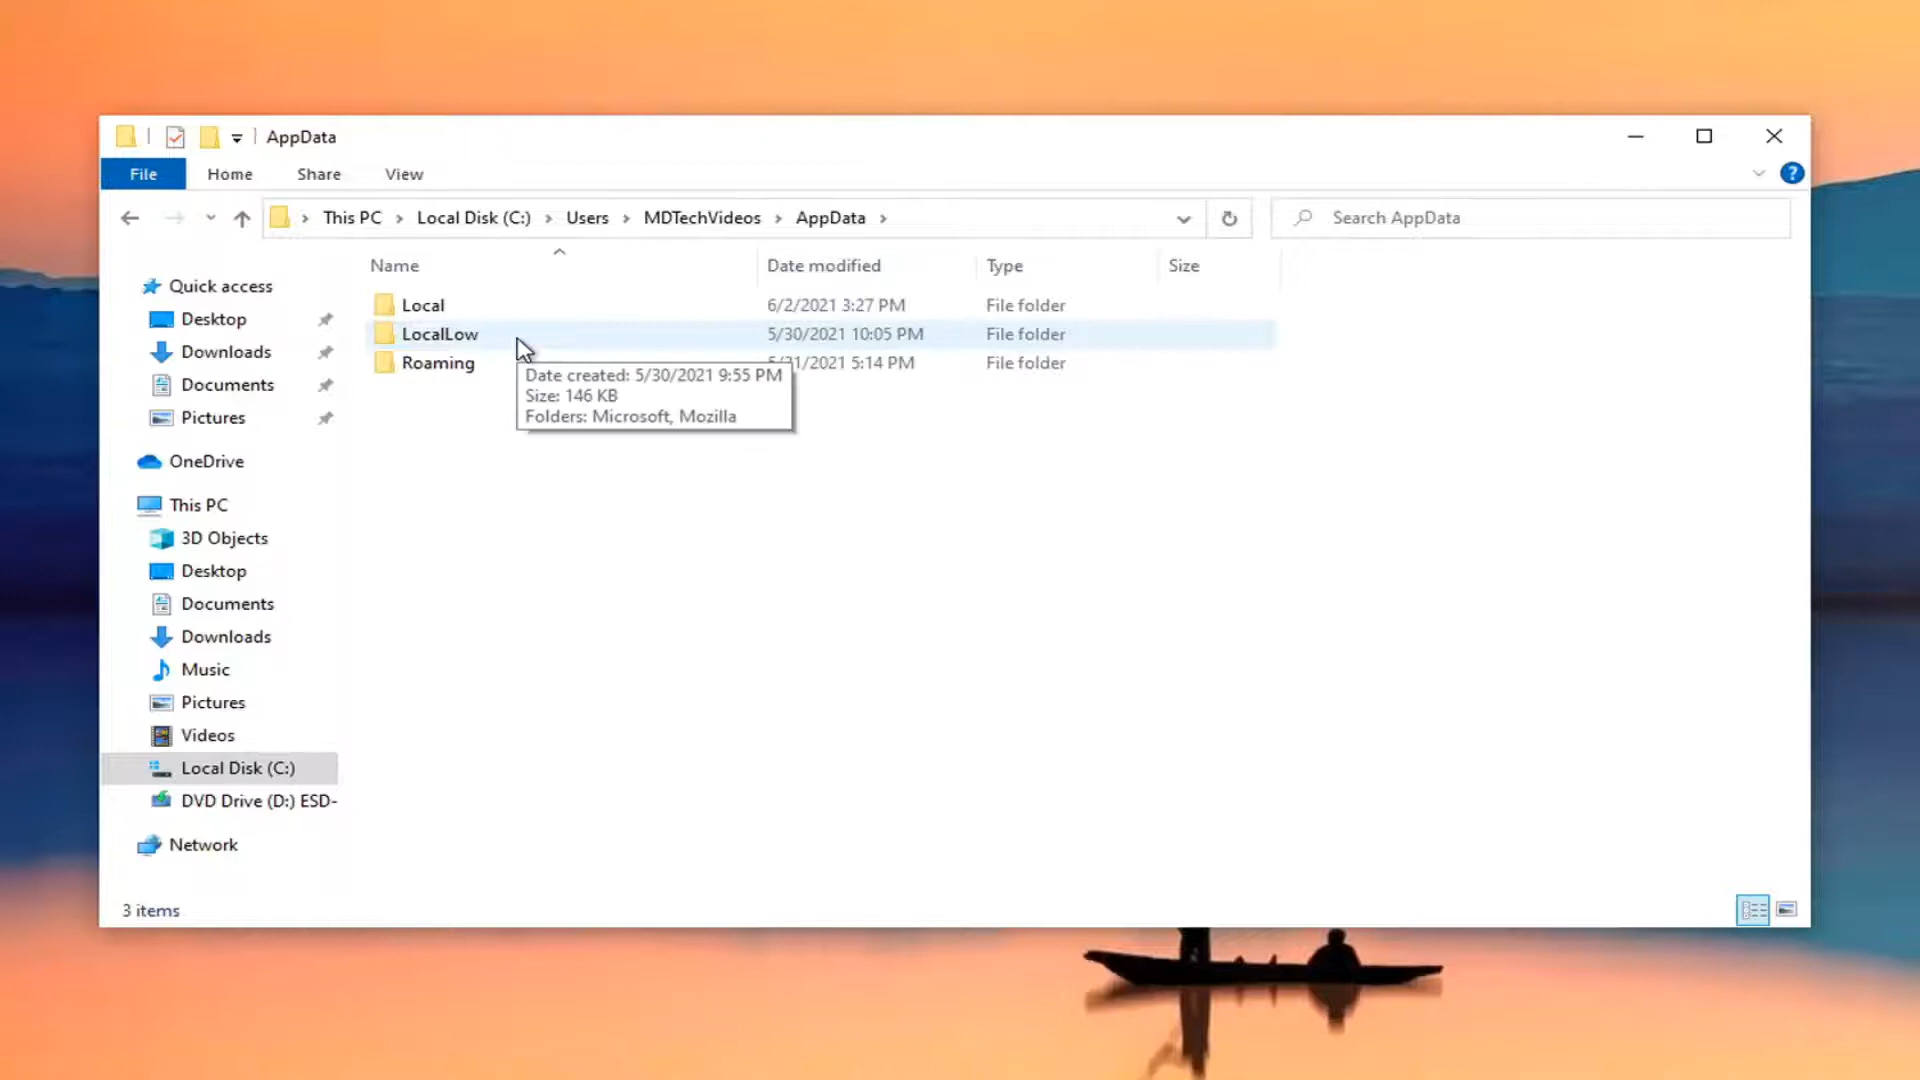 AppData
File Home Share View
This PC Local Disk (C:) Users MDTechVideos AppData
Search AppData
Name Date modified Type Size
Local 6/2/2021 3:27 PM File folder
LocalLow 5/30/2021 10:05 PM File folder
Roaming 5/31/2021 5:14 PM File folder
Date created: 5/30/2021 9:55 PM
Size: 146 KB
Folders: Microsoft, Mozilla
Quick access
Desktop
Downloads
Documents
Pictures
OneDrive
This PC
3D Objects
Desktop
Documents
Downloads
Music
Pictures
Videos
Local Disk (C:)
DVD Drive (D:) ESD-
Network
3 items